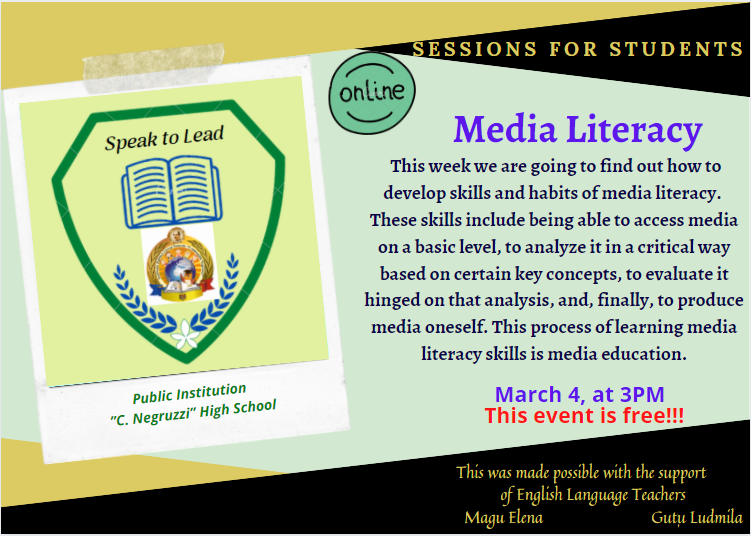 SESSIONS FOR STUDENTS
online
Speak to Lead
Public Institution
"C. Negruzzi" High School
Media Literacy
This week we are going to find out how to
develop skills and habits of media literacy.
These skills include being able to access media
on a basic level, to analyze it in a critical way
based on certain key concepts, to evaluate it
hinged on that analysis, and, finally, to produce
media oneself. This process of learning media
literacy skills is media education.
March 4, at 3PM
This event is free!!!
This was made possible with the support
of English Language Teachers
Magu Elena Guțu Ludmila